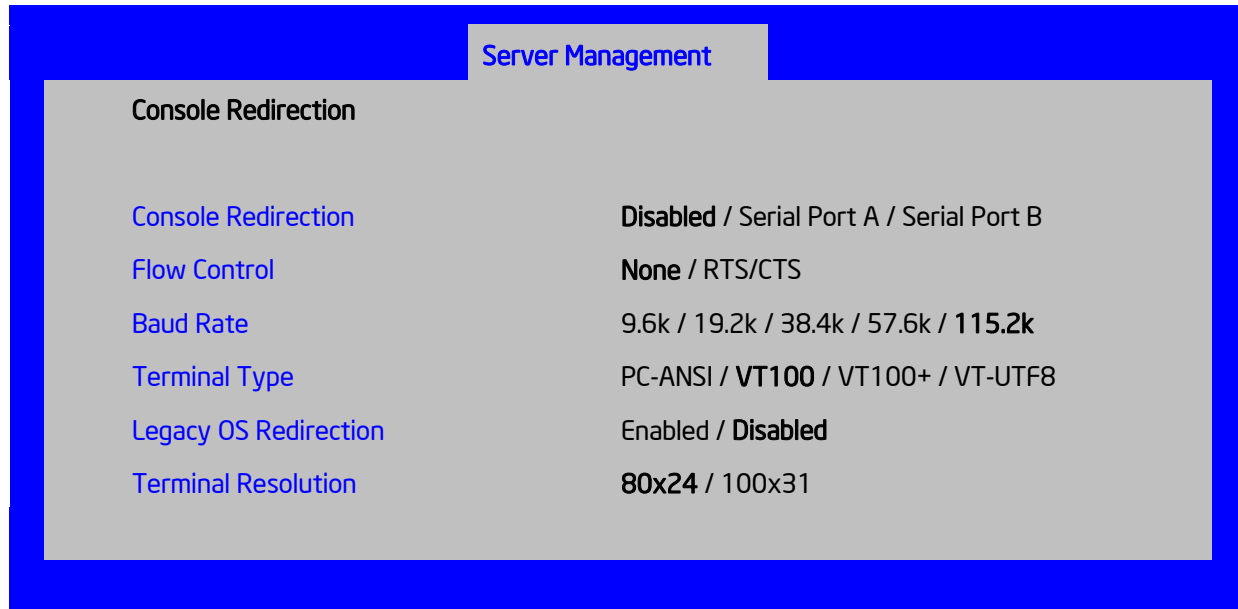 Server Management
Console Redirection
Console Redirection Disabled / Serial Port A / Serial Port B
Flow Control None / RTS/CTS
Baud Rate 9.6k / 19.2k / 38.4k / 57.6k / 115.2k
Terminal Type PC-ANSI / VT100 / VT100+ / VT-UTF8
Legacy OS Redirection Enabled / Disabled
Terminal Resolution 80x24 / 100x31